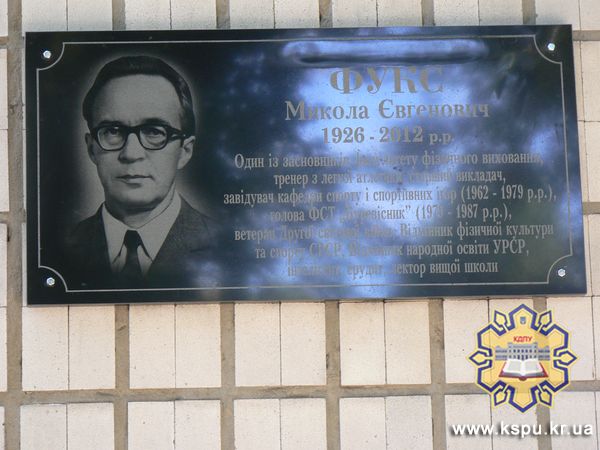 ФУКС
Микола Євгенович
1926 - 2012 р.р.
Один із засновників факультету фізичного виховання,
тренер з легкої атлетики, старший викладач,
завідувач кафедри спорту і спортивних ігор (1962 - 1979 р.р.),
голова ФСТ "Буревісник" (1979 - 1987 р.р.),
ветеран Другої світової війни, Відмінник фізичної культури
та спорту СРСР, Відмінник народної освіти УРСР,
ерудит, лектор вищої школи
КДПУ
www.kspu.kr.ua